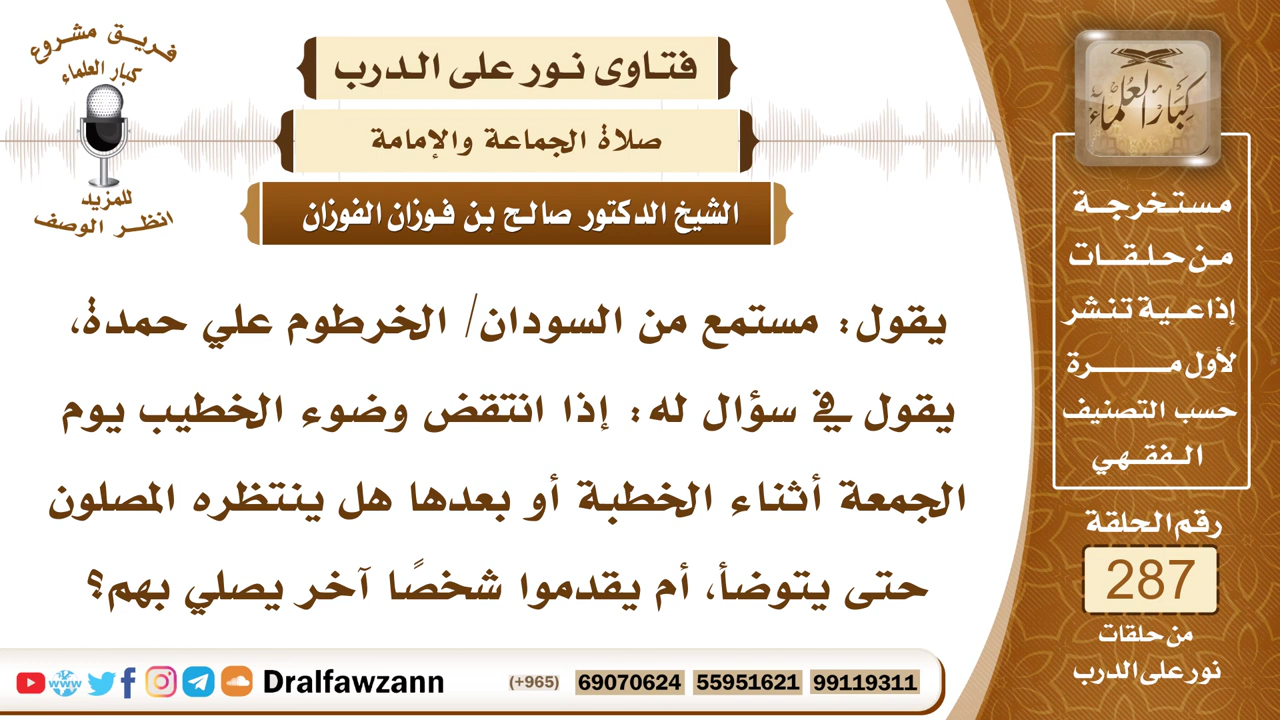 فريق مشروع
كبار العلماء
للمزيد
انظر الوصف
فتاوى نور على الدرب
صلاة الجماعة والإمامة
الشيخ الدكتور صالح بن فوزان الفوزان
يقول: مستمع من السودان/ الخرطوم علي حمدة،
يقول في سؤال له: إذا انتقض وضوء الخطيب يوم
الجمعة أثناء الخطبة أو بعدها هل ينتظره المصلون
حتى يتوضأ، أم يقدموا شخصًا آخر يصلي بهم؟
كبار العلماء
مستخرجة
من حلقات
إذاعية تنشر
لأول مرة
حسب التصنيف
الفقهي
رقم الحلقة
287
من حلقات
نور على الدرب
www Dralfawzann (+965) 69070624 55951621 99119311